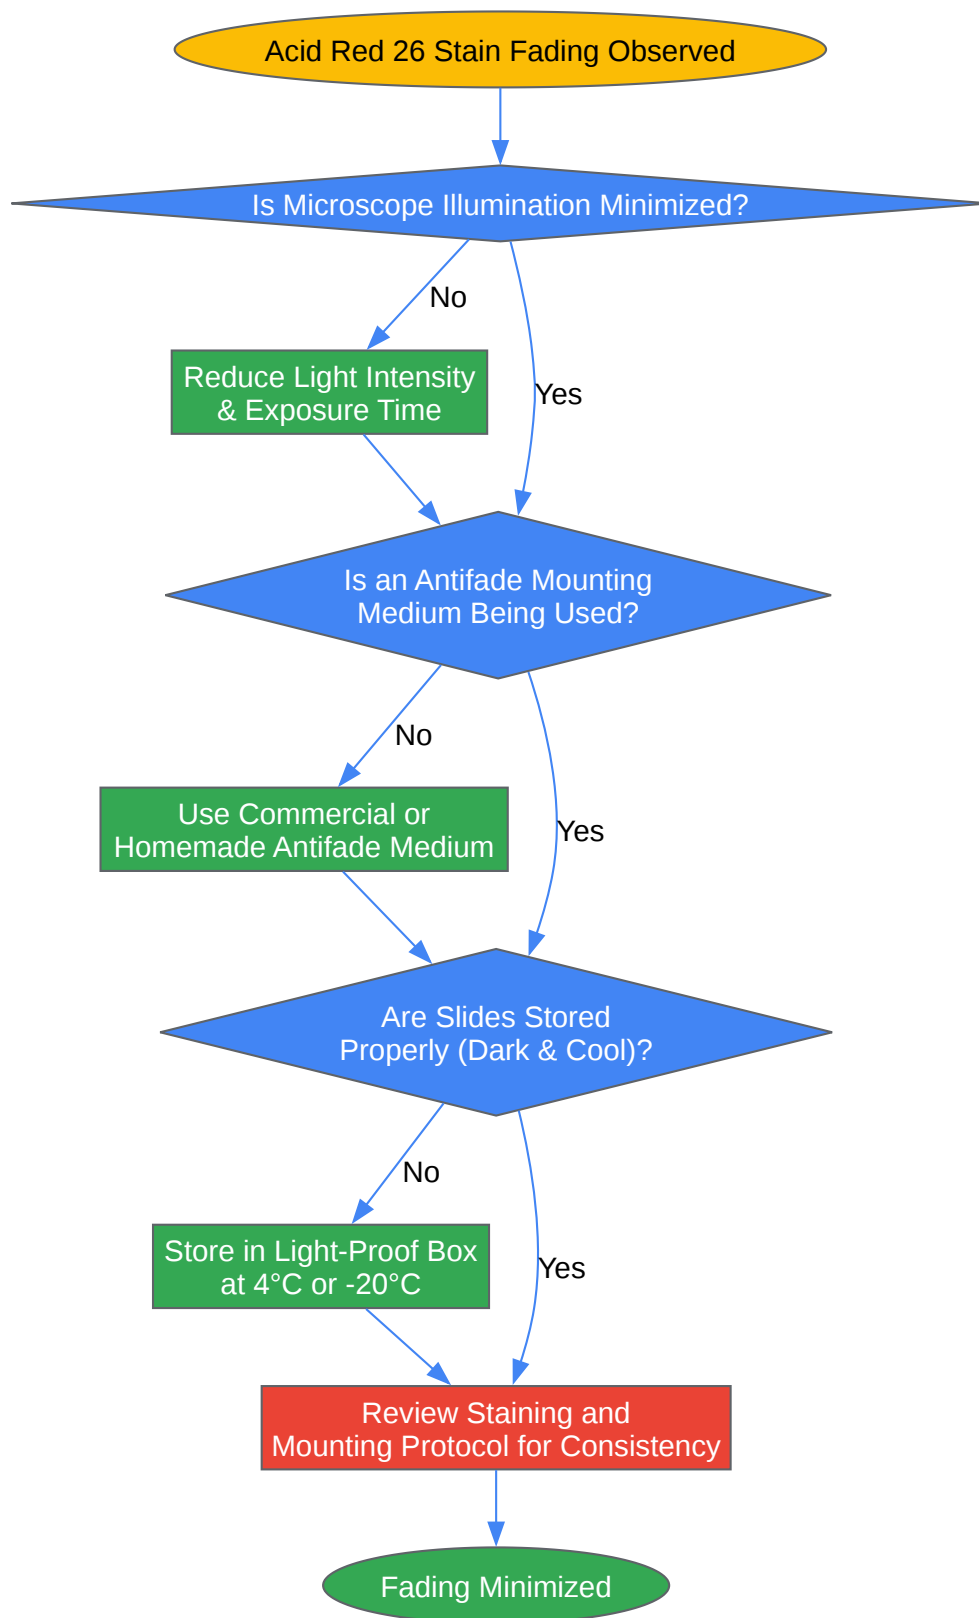 Acid Red 26 Stain Fading Observed
Is Microscope Illumination Minimized?
No
Reduce Light Intensity
& Exposure Time
Yes
Is an Antifade Mounting
Medium Being Used?
No
Use Commercial or
Homemade Antifade Medium
Yes
Are Slides Stored
Properly (Dark & Cool)?
No
Store in Light-Proof Box
at 4°C or -20°C
Yes
Review Staining and
Mounting Protocol for Consistency
Fading Minimized